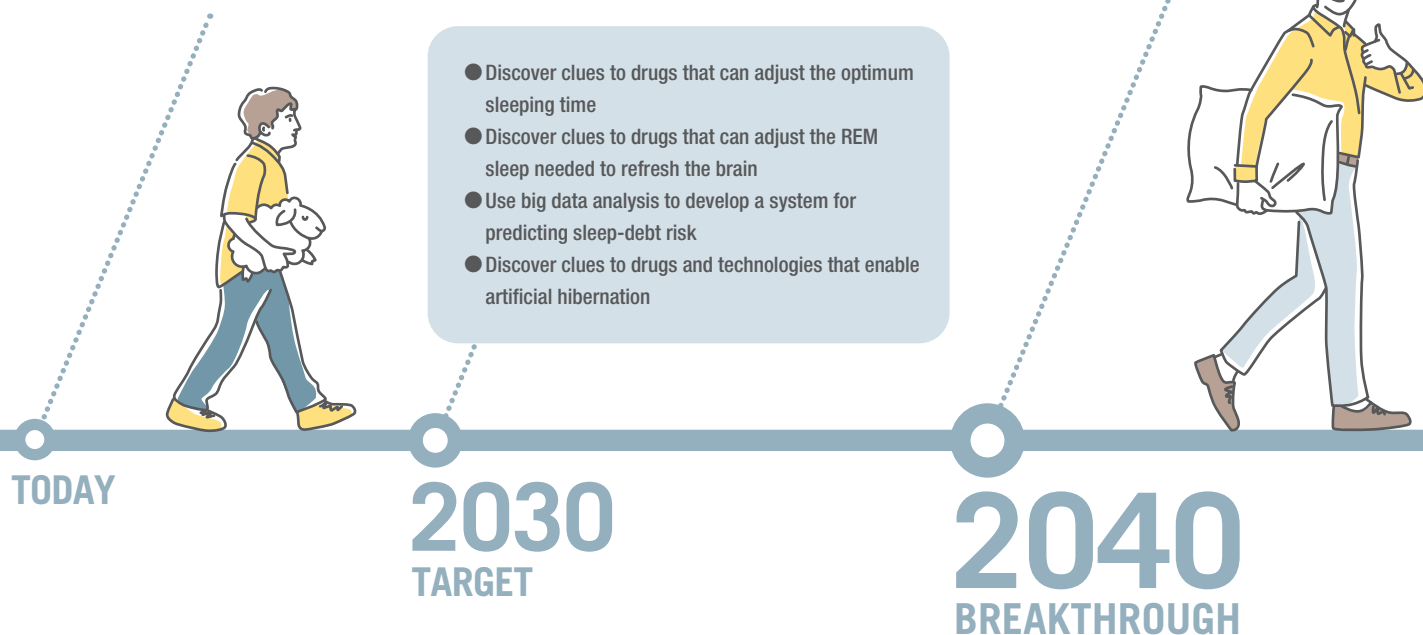 ● Discover clues to drugs that can adjust the optimum
sleeping time
● Discover clues to drugs that can adjust the REM
sleep needed to refresh the brain
● Use big data analysis to develop a system for
predicting sleep-debt risk
● Discover clues to drugs and technologies that enable
artificial hibernation
TODAY
2030
TARGET
2040
BREAKTHROUGH